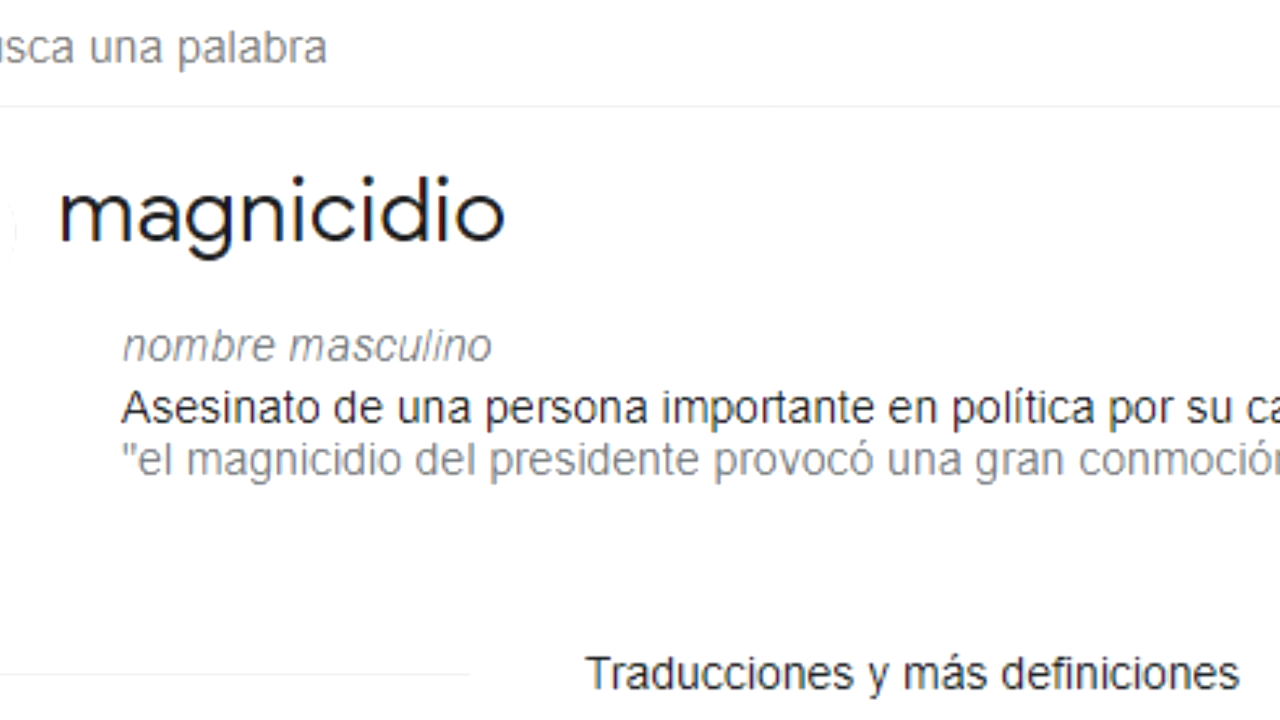 una palabra
magnicidio
nombre masculino
Asesinato de una persona importante en política por su
"el magnicidio del presidente provocó una gran
Traducciones y más definiciones